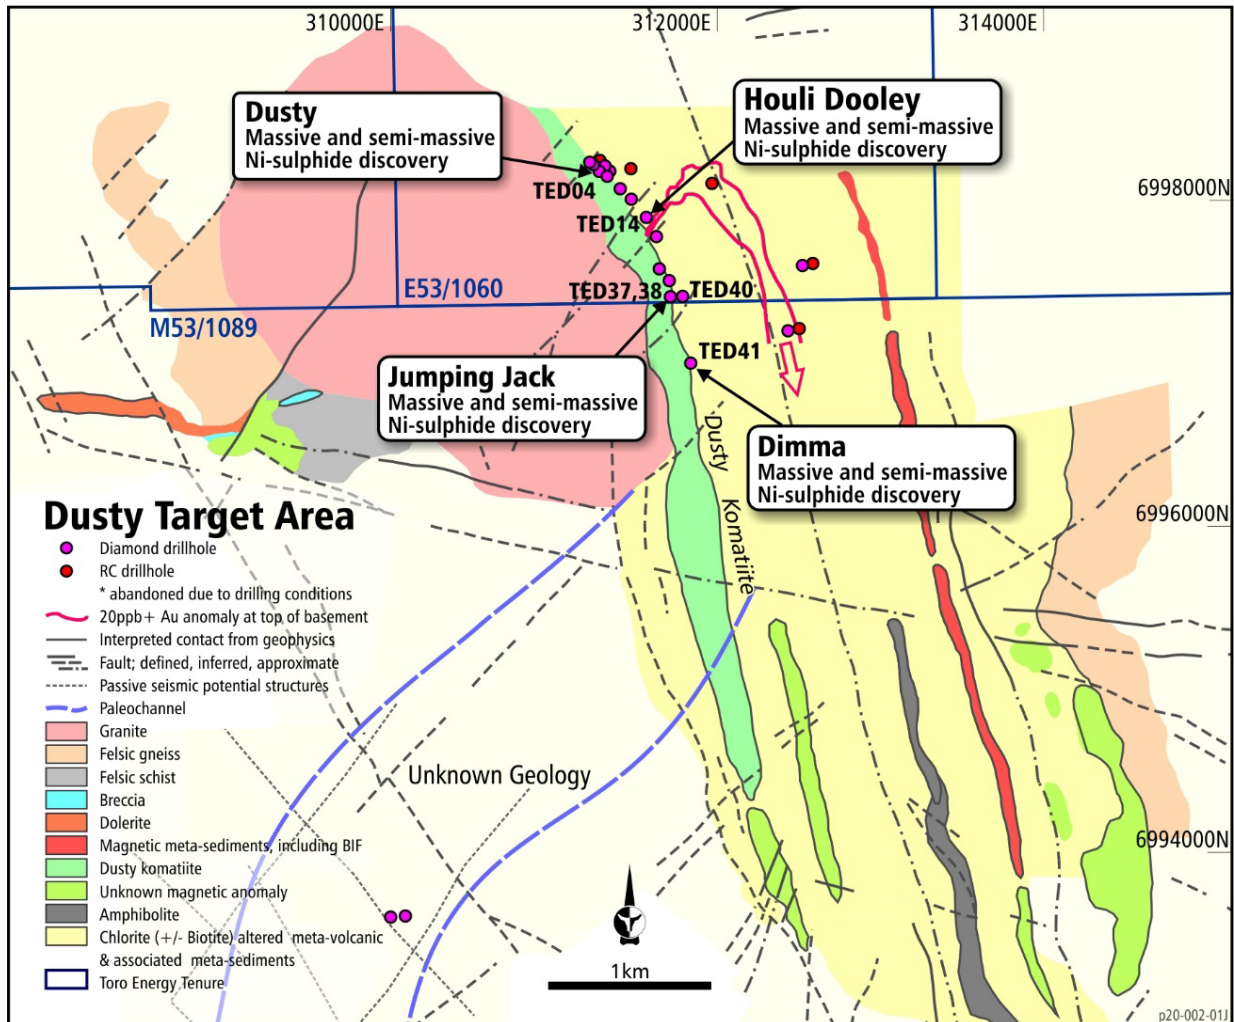 310000E
312000E
314000E
Dusty
Massive and semi-massive
Ni-sulphide discovery
Houli Dooley
Massive and semi-massive
Ni-sulphide discovery
TED04
6998000N
TED14
E53/1060
TED37,38
TED40
M53/1089
TED41
Jumping Jack
Massive and semi-massive
Ni-sulphide discovery
Dusty Komatiite
Dimma
Massive and semi-massive
Ni-sulphide discovery
6996000N
Dusty Target Area
Diamond drillhole
RC drillhole
* abandoned due to drilling conditions
20ppb+ Au anomaly at top of basement
Interpreted contact from geophysics
Fault; defined, inferred, approximate
Passive seismic potential structures
Paleochannel
Granite
Felsic gneiss
Felsic schist
Breccia
Dolerite
Magnetic meta-sediments, including BIF
Dusty komatiite
Unknown magnetic anomaly
Amphibolite
Chlorite (+/- Biotite) altered meta-volcanic
& associated meta-sediments
Toro Energy Tenure
Unknown Geology
6994000N
1km
p20-002-01J